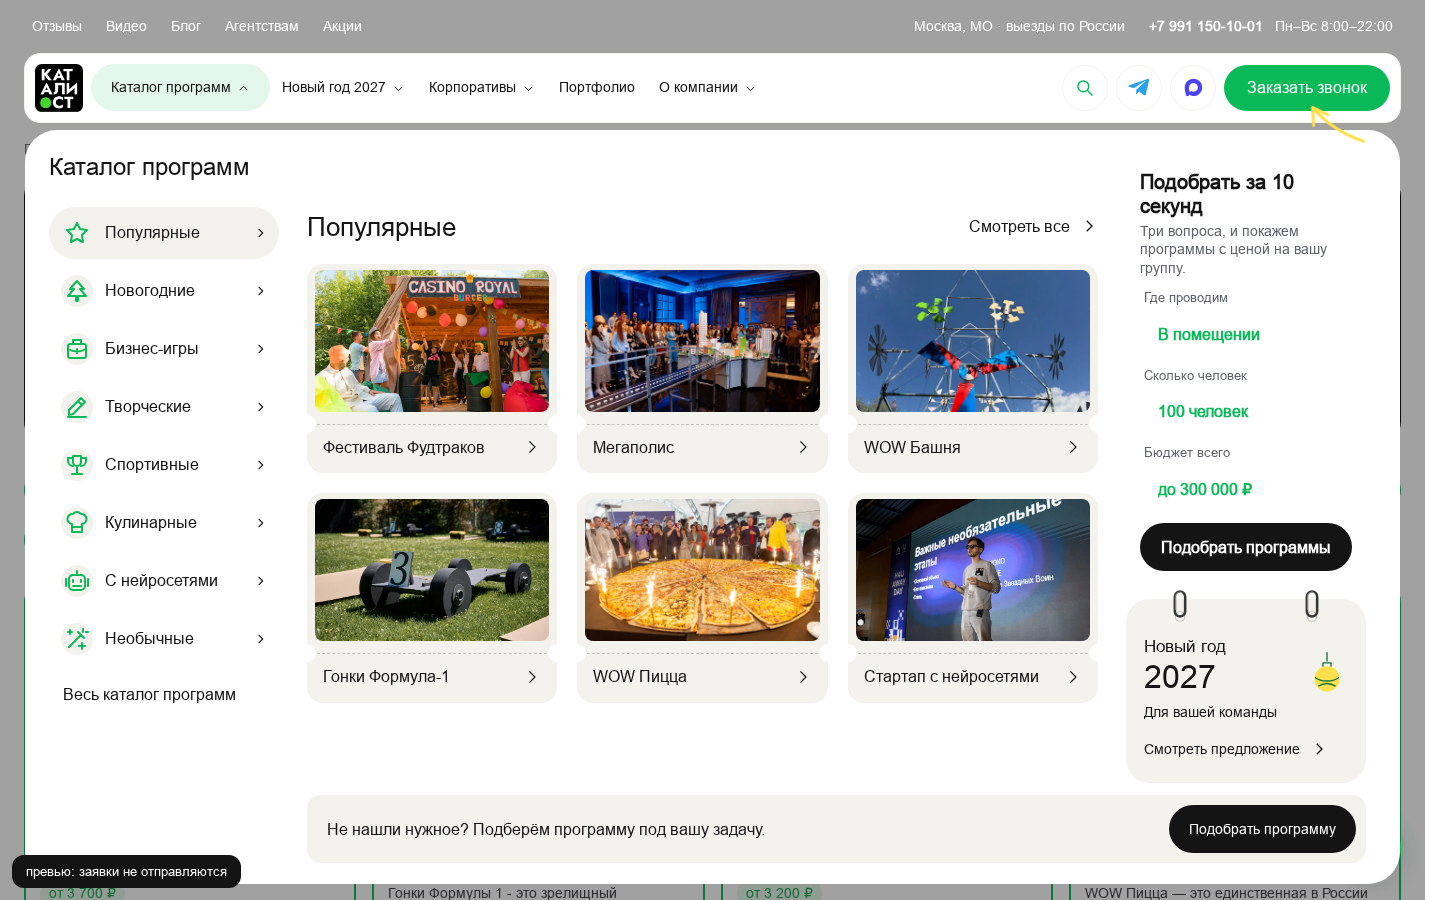 Отзывы Видео Блог Агентствам Акции
Москва, МО · выезды по России +7 991 150-10-01 Пн–Вс 8:00–22:00
КАТ
АЛИ
СТ
Каталог программ Новый год 2027 Корпоративы Портфолио О компании Заказать звонок
Каталог программ
Популярные
Новогодние
Бизнес-игры
Творческие
Спортивные
Кулинарные
С нейросетями
Необычные
Весь каталог программ
Популярные
Смотреть все
CASINO ROYAL
BURGER
Фестиваль Фудтраков
Мегаполис
WOW Башня
3
Гонки Формула-1
WOW Пицца
Важные необязательные
этапы
Стартап с нейросетями
Подобрать за 10
секунд
Три вопроса, и покажем
программы с ценой на вашу
группу.
Где проводим
В помещении
Сколько человек
100 человек
Бюджет всего
до 300 000 ₽
Подобрать программы
Новый год
2027
Для вашей команды
Смотреть предложение
Не нашли нужное? Подберём программу под вашу задачу.
Подобрать программу
превью: заявки не отправляются
от 3 700 ₽
Гонки Формулы 1 - это зрелищный
от 3 200 ₽
WOW Пицца — это единственная в России